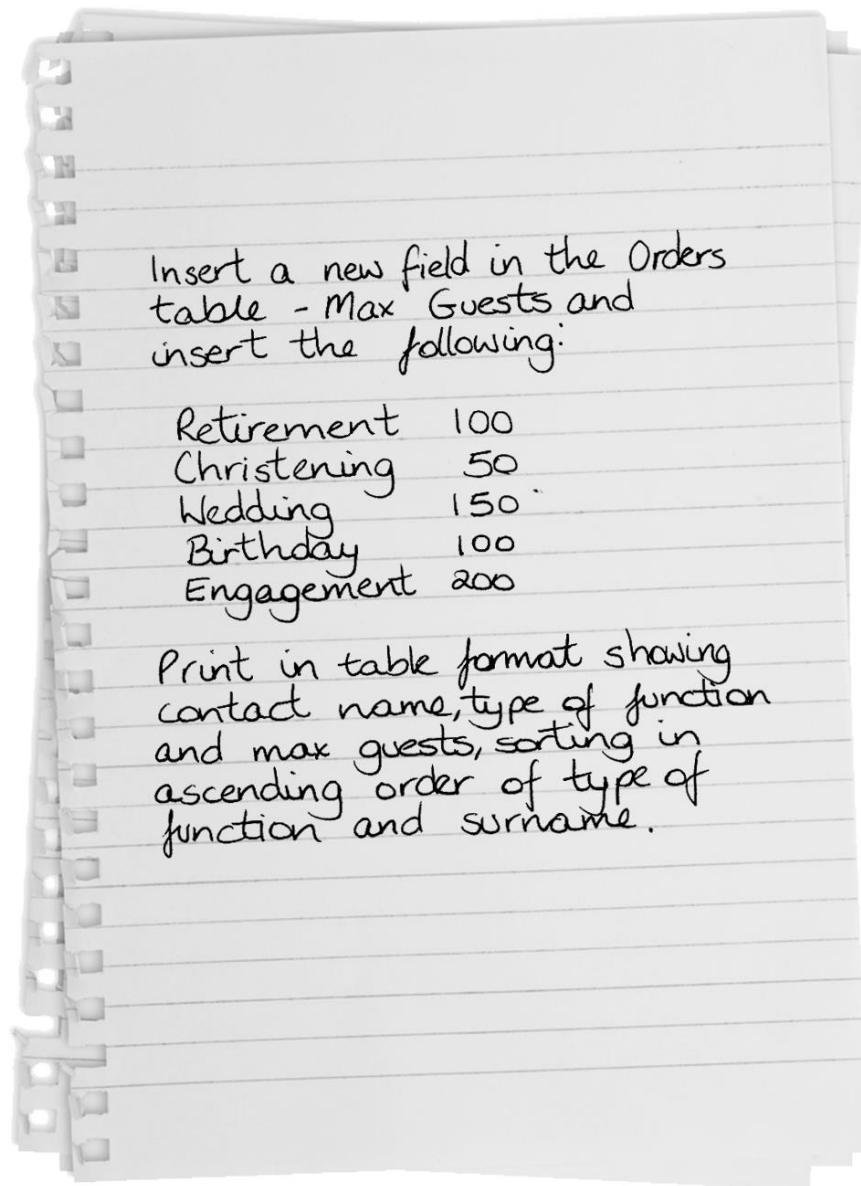 Insert a new field in the Orders
table - Max Guests and
insert the following:
Retirement 100
Christening 50
Wedding 150
Birthday 100
Engagement 200
Print in table format showing
contact name, type of function
and max guests, sorting in
ascending order of type of
function and surname.